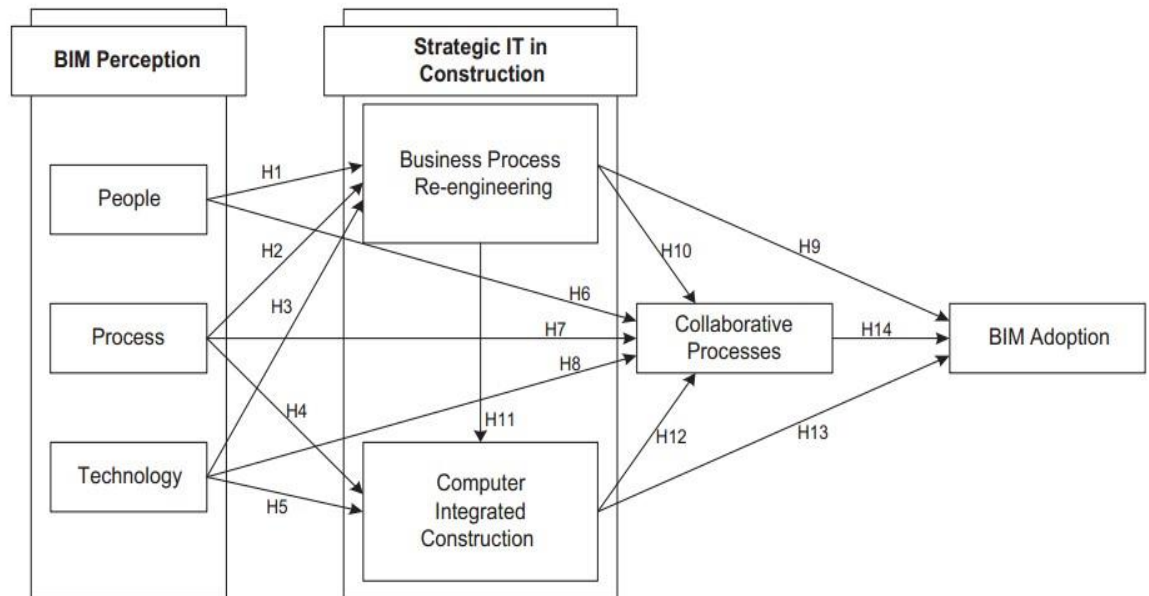 BIM Perception
Strategic IT in
Construction
People
Process
Technology
Business Process
Re-engineering
Computer
Integrated
Construction
Collaborative
Processes
BIM Adoption
H1
H2
H3
H4
H5
H6
H7
H8
H9
H10
H11
H12
H13
H14